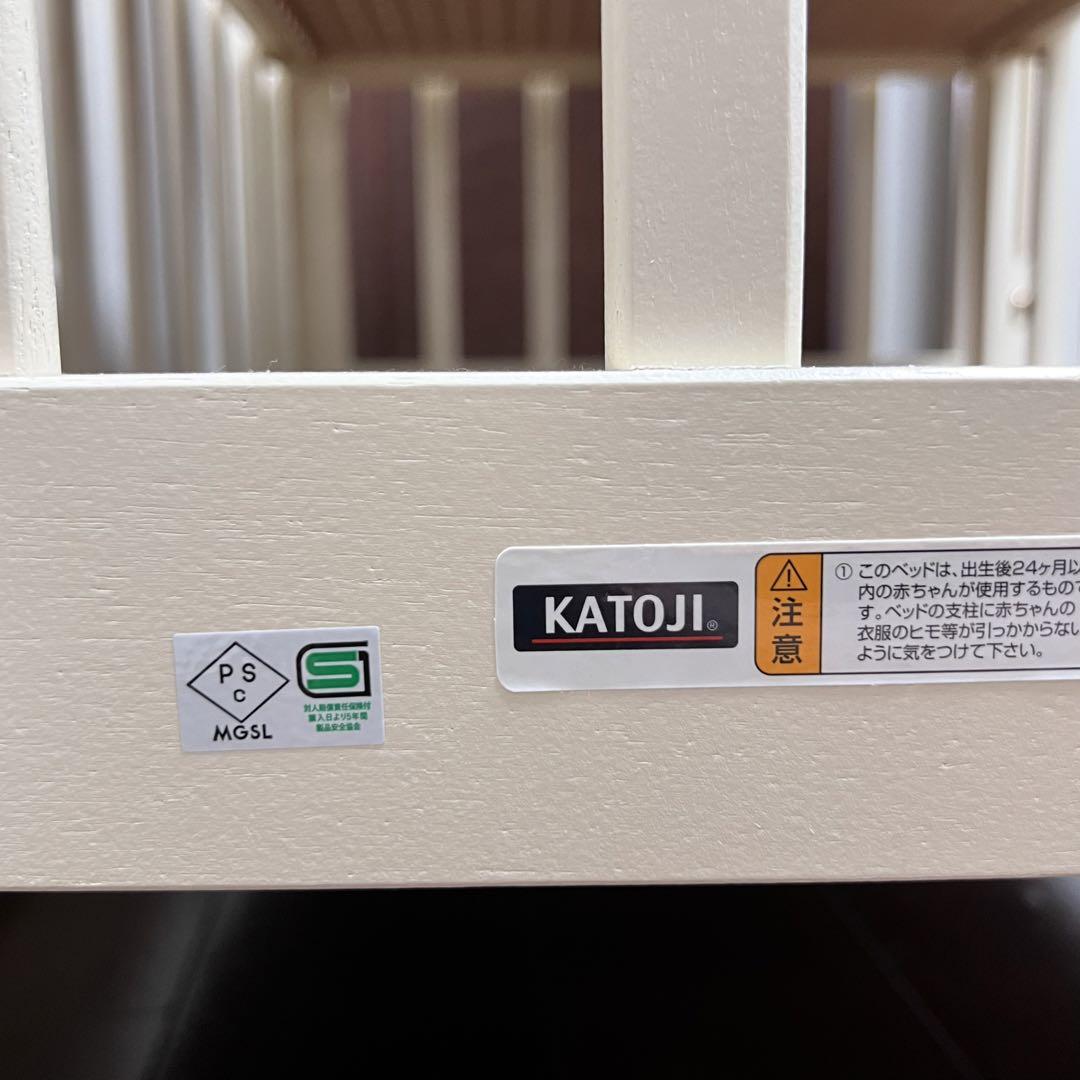 PS
C
MGSL
SG
対人賠償責任保険付
購入日より5年間
製品安全協会
KATOJI®
注意
① このベッドは、出生後24ヶ月以
内の赤ちゃんが使用するもので
す。ベッドの支柱に赤ちゃんの
衣服のヒモ等が引っかからない
ように気をつけて下さい。